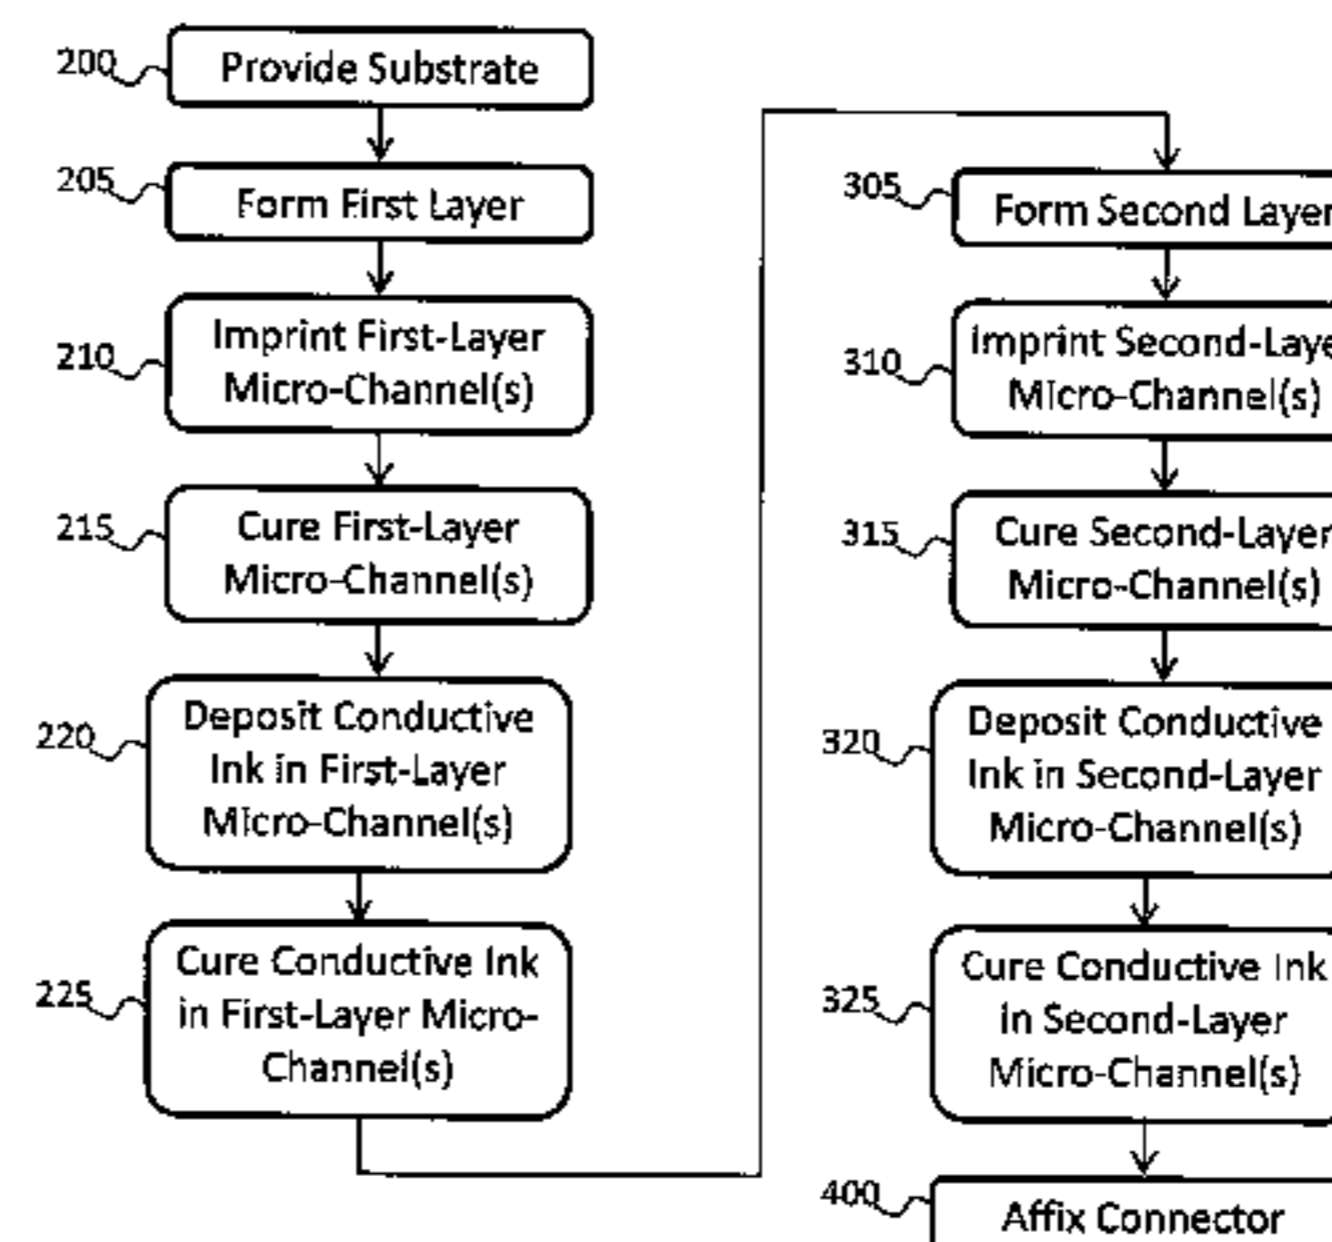 200
Provide Substrate
205
Form First Layer
210
Imprint First-Layer
Micro-Channel(s)
215
Cure First-Layer
Micro-Channel(s)
220
Deposit Conductive
Ink in First-Layer
Micro-Channel(s)
225
Cure Conductive Ink
in First-Layer Micro-
Channel(s)
305
Form Second Layer
310
Imprint Second-Laye
Micro-Channel(s)
315
Cure Second-Layer
Micro-Channel(s)
320
Deposit Conductive
Ink in Second-Layer
Micro-Channel(s)
325
Cure Conductive Ink
in Second-Layer
Micro-Channel(s)
400
Affix Connector